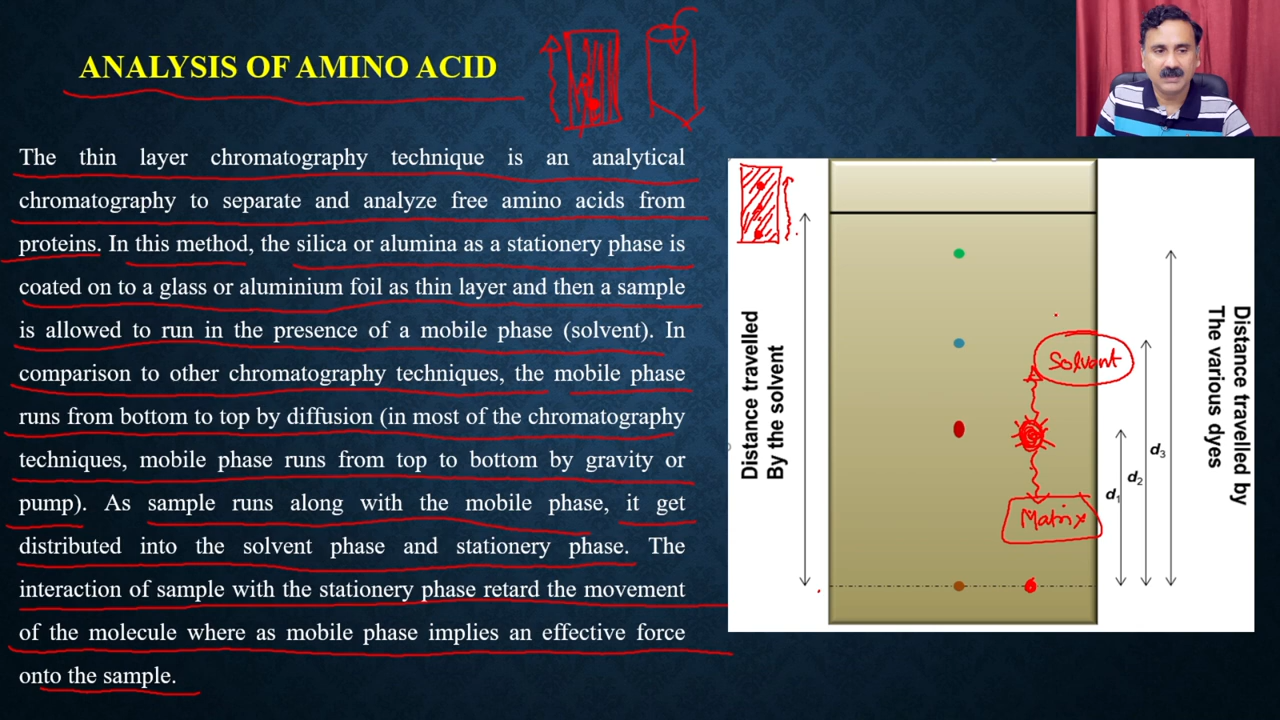 ANALYSIS OF AMINO ACID
The thin layer chromatography technique is an analytical
chromatography to separate and analyze free amino acids from
proteins. In this method, the silica or alumina as a stationery phase is
coated on to a glass or aluminium foil as thin layer and then a sample
is allowed to run in the presence of a mobile phase (solvent). In
comparison to other chromatography techniques, the mobile phase
runs from bottom to top by diffusion (in most of the chromatography
techniques, mobile phase runs from top to bottom by gravity or
pump). As sample runs along with the mobile phase, it get
distributed into the solvent phase and stationery phase. The
interaction of sample with the stationery phase retard the movement
of the molecule where as mobile phase implies an effective force
onto the sample.
Distance travelled
By the solvent
Solvant
Matrix
d1
d2
d3
Distance travelled by
The various dyes